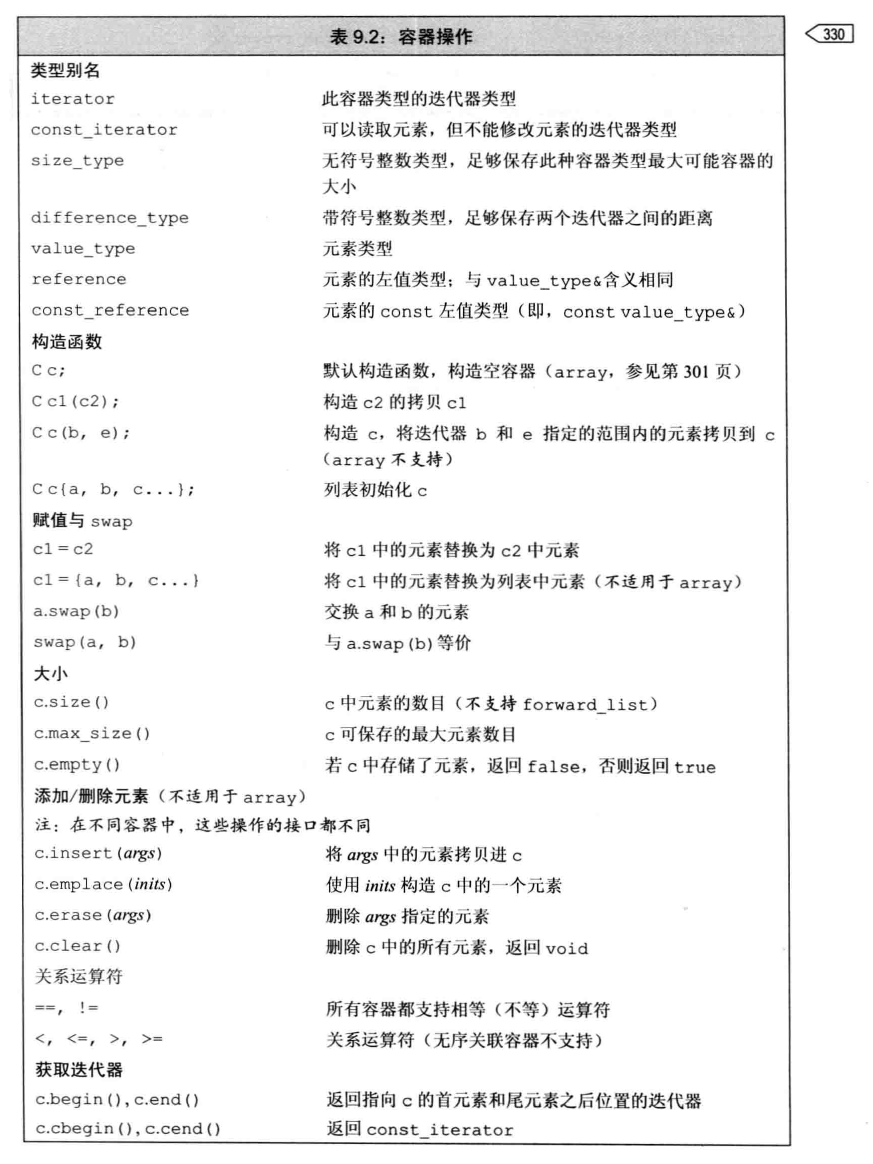 表 9.2：容器操作
330
类型别名
iterator 此容器类型的迭代器类型
const_iterator 可以读取元素，但不能修改元素的迭代器类型
size_type 无符号整数类型，足够保存此种容器类型最大可能容器的
大小
difference_type 带符号整数类型，足够保存两个迭代器之间的距离
value_type 元素类型
reference 元素的左值类型；与 value_type&含义相同
const_reference 元素的 const 左值类型（即，const value_type&）
构造函数
C c; 默认构造函数，构造空容器（array，参见第 301 页）
C c1(c2); 构造 c2 的拷贝 c1
C c(b, e); 构造 c，将迭代器 b 和 e 指定的范围内的元素拷贝到 c
（array 不支持）
C c{a, b, c...}; 列表初始化 c
赋值与 swap
c1 = c2 将 c1 中的元素替换为 c2 中元素
c1 = {a, b, c...} 将 c1 中的元素替换为列表中元素（不适用于 array）
a.swap(b) 交换 a 和 b 的元素
swap(a, b) 与 a.swap(b)等价
大小
c.size() c 中元素的数目（不支持 forward_list）
c.max_size() c 可保存的最大元素数目
c.empty() 若 c 中存储了元素，返回 false，否则返回 true
添加/删除元素（不适用于 array）
注：在不同容器中，这些操作的接口都不同
c.insert(args) 将 args 中的元素拷贝进 c
c.emplace(inits) 使用 inits 构造 c 中的一个元素
c.erase(args) 删除 args 指定的元素
c.clear() 删除 c 中的所有元素，返回 void
关系运算符
==, != 所有容器都支持相等（不等）运算符
<, <=, >, >= 关系运算符（无序关联容器不支持）
获取迭代器
c.begin(), c.end() 返回指向 c 的首元素和尾元素之后位置的迭代器
c.cbegin(), c.cend() 返回 const_iterator